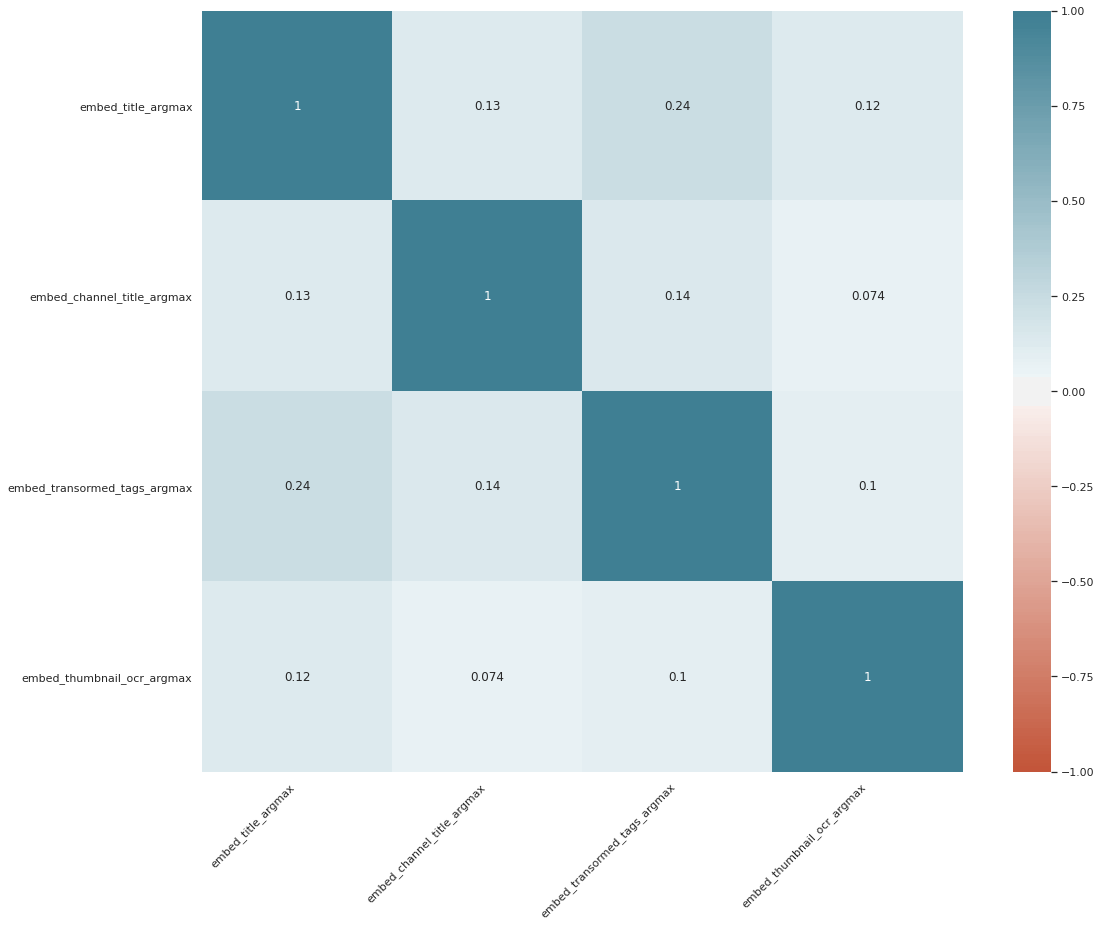 embed_title_argmax 1 0.13 0.24 0.12
embed_channel_title_argmax 0.13 1 0.14 0.074
embed_transormed_tags_argmax 0.24 0.14 1 0.1
embed_thumbnail_ocr_argmax 0.12 0.074 0.1 1
embed_title_argmax
embed_channel_title_argmax
embed_transormed_tags_argmax
embed_thumbnail_ocr_argmax
1.00
0.75
0.50
0.25
0.00
−0.25
−0.50
−0.75
−1.00